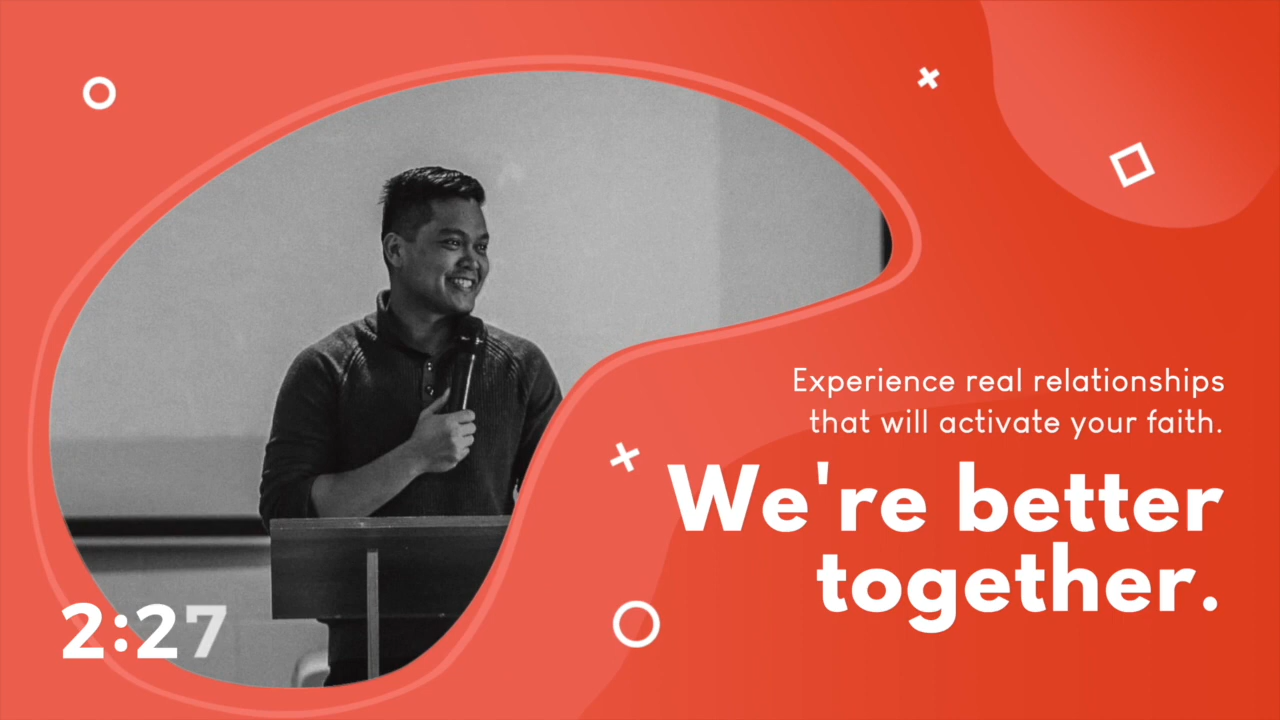 Experience real relationships
that will activate your faith.
We're better
together.
2:27